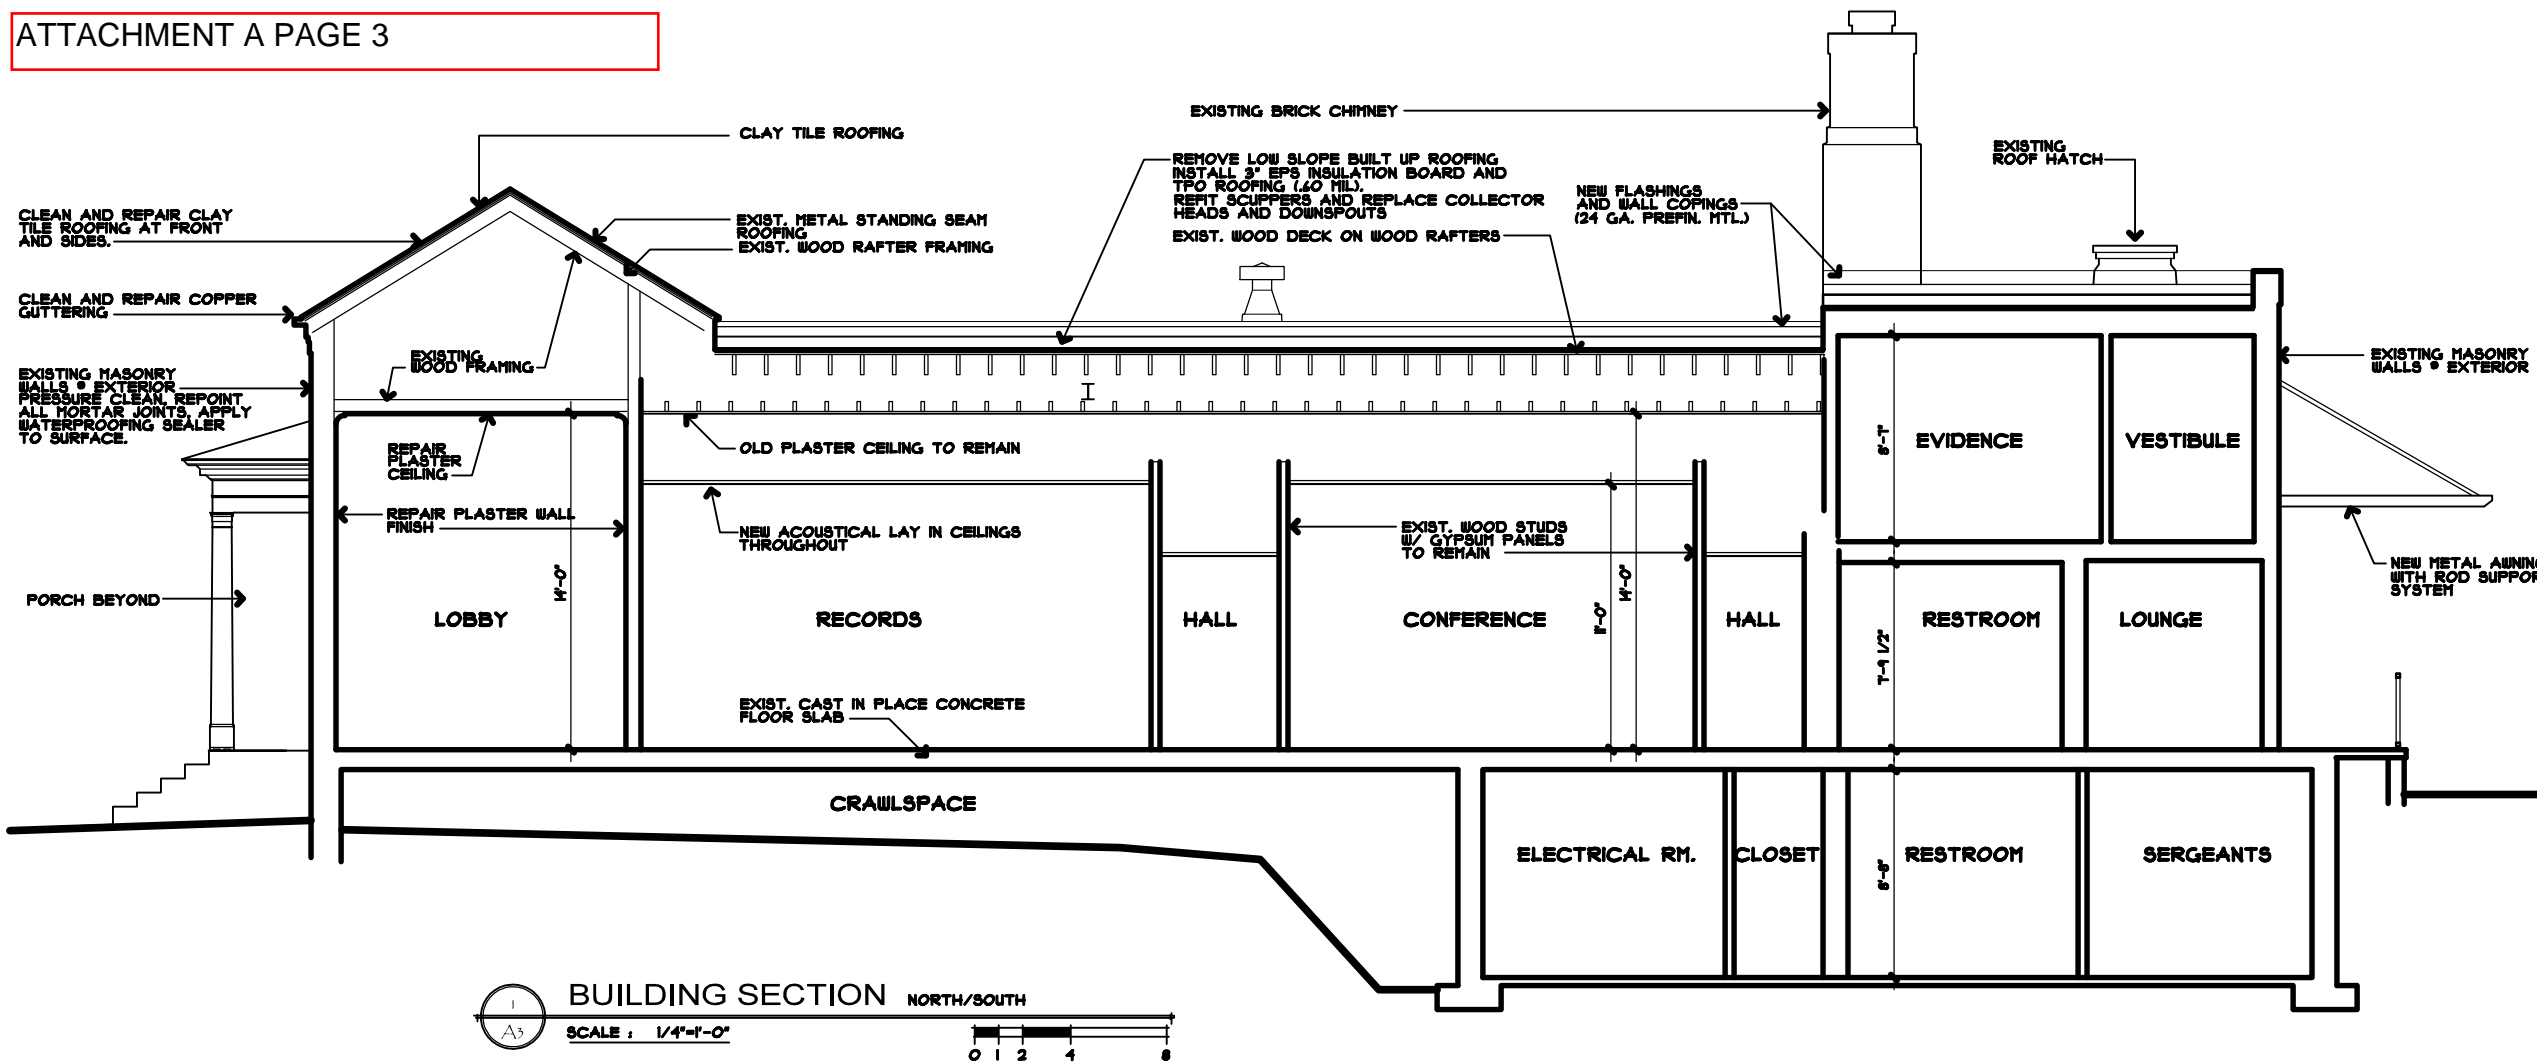 ATTACHMENT A PAGE 3
CLAY TILE ROOFING
EXISTING BRICK CHIMNEY
EXISTING
ROOF HATCH
REMOVE LOW SLOPE BUILT UP ROOFING
INSTALL 3" EPS INSULATION BOARD AND
TPO ROOFING (.60 MIL).
REFIT SCUPPERS AND REPLACE COLLECTOR
HEADS AND DOWNSPOUTS
NEW FLASHINGS
AND WALL COPINGS
(24 GA. PREFIN. MTL.)
CLEAN AND REPAIR CLAY
TILE ROOFING AT FRONT
AND SIDES.
EXIST. METAL STANDING SEAM
ROOFING
EXIST. WOOD RAFTER FRAMING
EXIST. WOOD DECK ON WOOD RAFTERS
CLEAN AND REPAIR COPPER
GUTTERING
EXISTING
WOOD FRAMING
EXISTING MASONRY
WALLS @ EXTERIOR
PRESSURE CLEAN, REPOINT
ALL MORTAR JOINTS, APPLY
WATERPROOFING SEALER
TO SURFACE.
EXISTING MASONRY
WALLS @ EXTERIOR
REPAIR
PLASTER
CEILING
OLD PLASTER CEILING TO REMAIN
EVIDENCE
VESTIBULE
8'-7"
REPAIR PLASTER WALL
FINISH
NEW ACOUSTICAL LAY IN CEILINGS
THROUGHOUT
EXIST. WOOD STUDS
W/ GYPSUM PANELS
TO REMAIN
NEW METAL AWNING
WITH ROD SUPPOR
SYSTEM
PORCH BEYOND
14'-0"
11'-0"
14'-0"
LOBBY
RECORDS
HALL
CONFERENCE
HALL
RESTROOM
LOUNGE
7'-9 1/2"
EXIST. CAST IN PLACE CONCRETE
FLOOR SLAB
CRAWLSPACE
ELECTRICAL RM.
CLOSET
RESTROOM
SERGEANTS
8'-8"
1
A3
BUILDING SECTION NORTH/SOUTH
SCALE : 1/4"=1'-0"
0 1 2 4 8